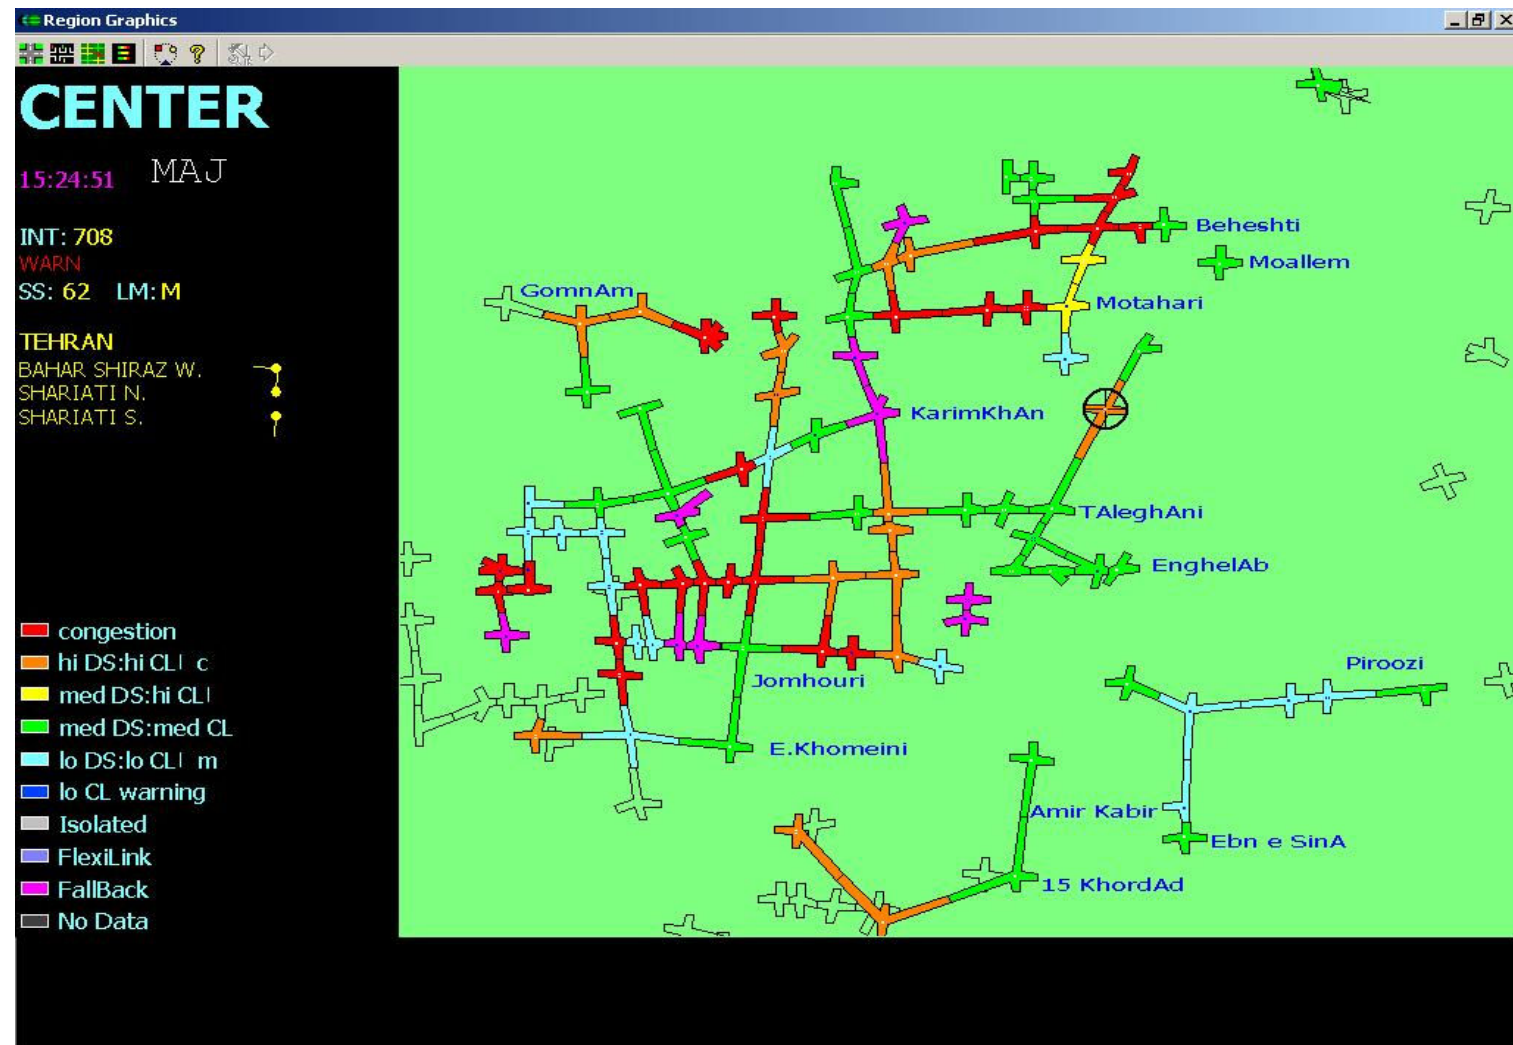 Region Graphics
CENTER
15:24:51 MAJ
INT: 708
WARN
SS: 62 LM: M
TEHRAN
BAHAR SHIRAZ W.
SHARIATI N.
SHARIATI S.
congestion
hi DS:hi CL| c
med DS:hi CL|
med DS:med CL
lo DS:lo CL| m
lo CL warning
Isolated
FlexiLink
FallBack
No Data
Beheshti
Moallem
GomnAm
Motahari
KarimKhAn
TAleghAni
EnghelAb
Piroozi
Jomhouri
E.Khomeini
Amir Kabir
Ebn e SinA
15 KhordAd